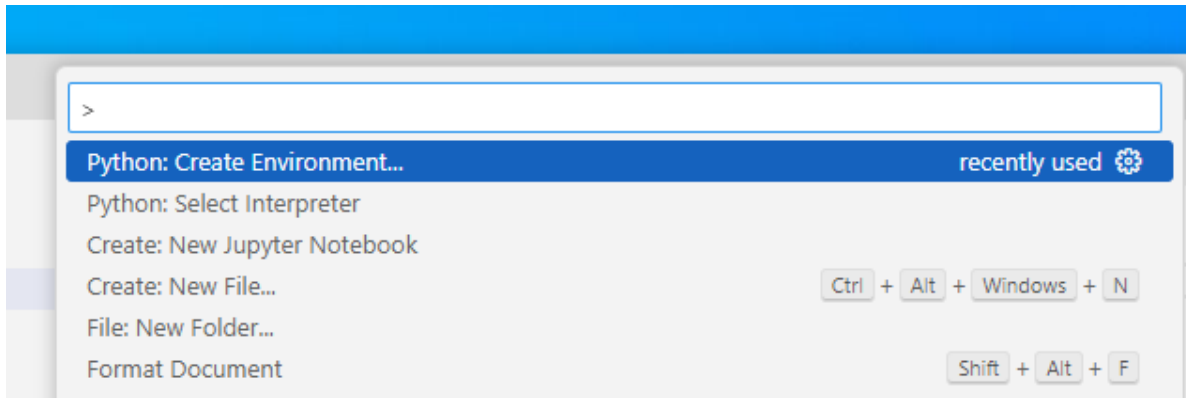 >
Python: Create Environment... recently used
Python: Select Interpreter
Create: New Jupyter Notebook
Create: New File... Ctrl + Alt + Windows + N
File: New Folder...
Format Document Shift + Alt + F